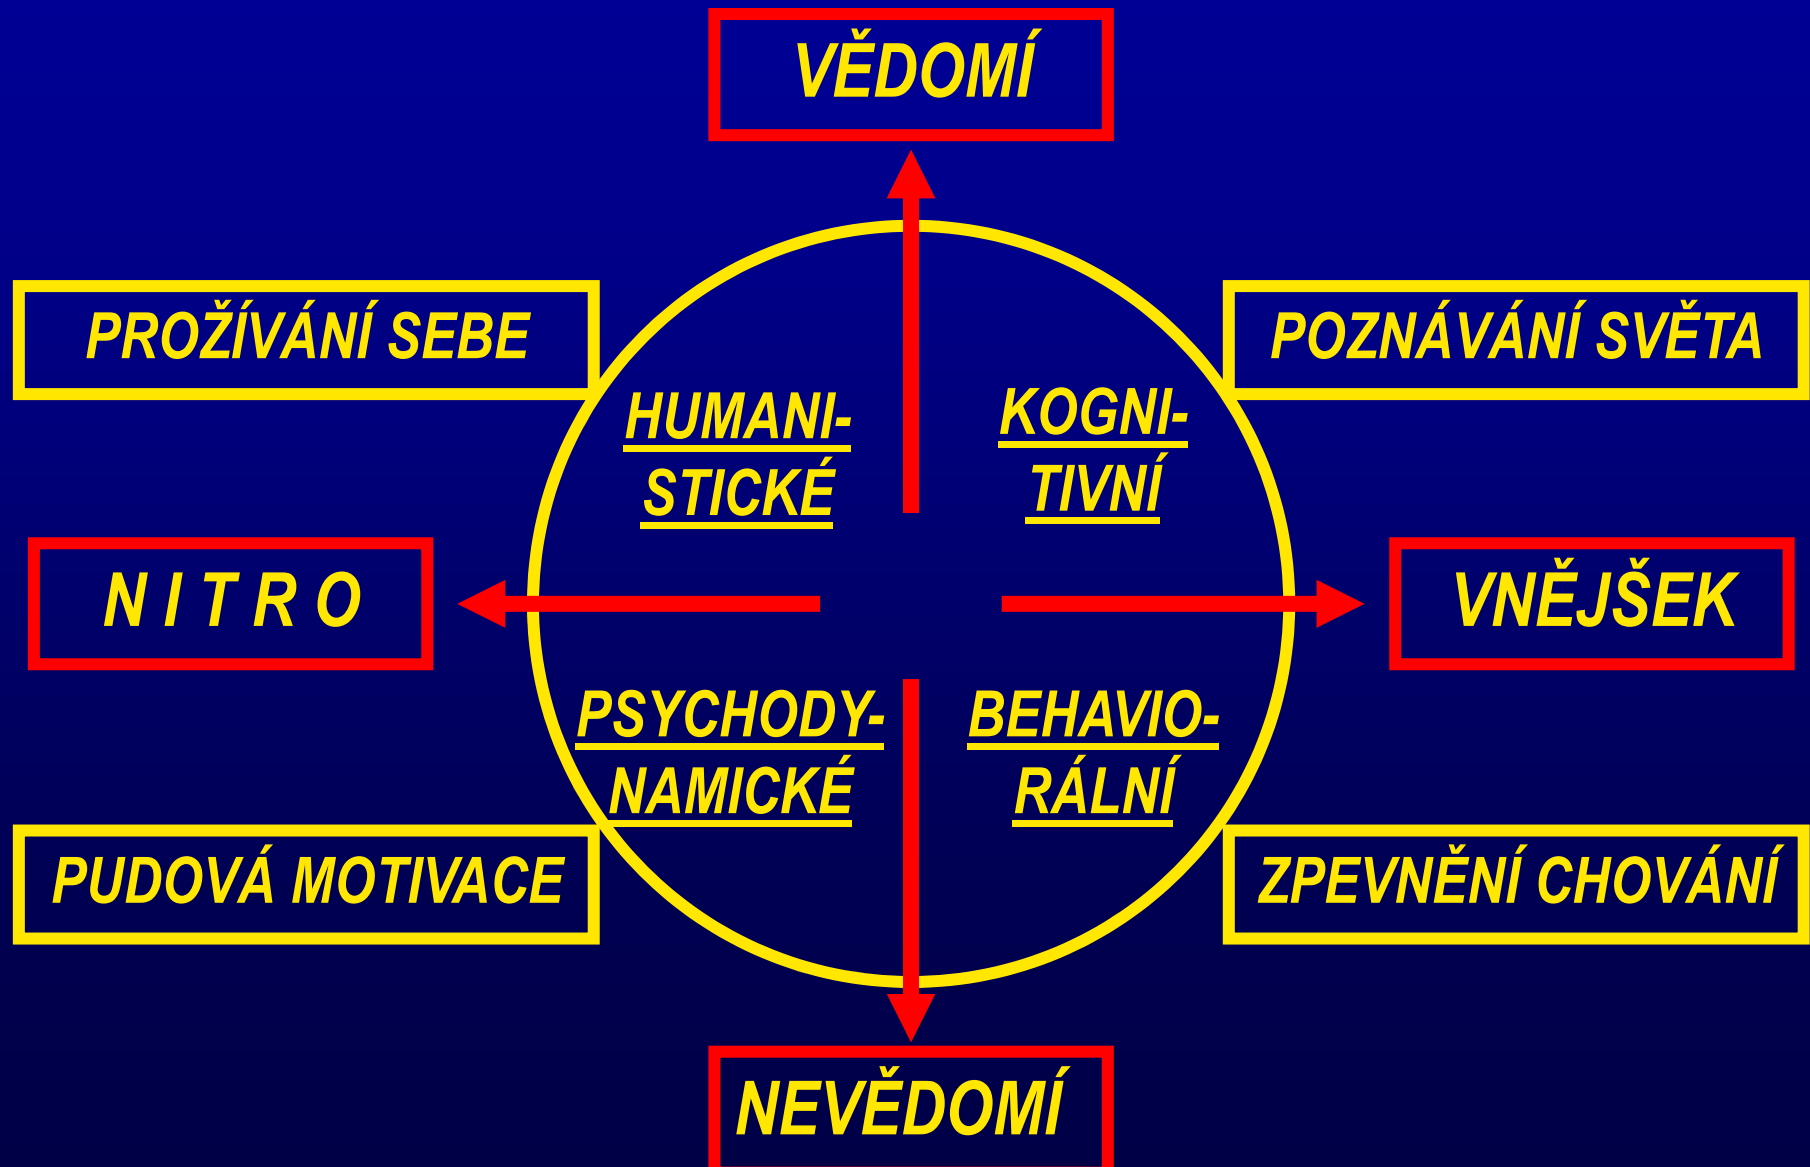 VĚDOMÍ
PROŽÍVÁNÍ SEBE
POZNÁVÁNÍ SVĚTA
HUMANI-
STICKÉ
KOGNI-
TIVNÍ
N I T R O
VNĚJŠEK
PSYCHODY-
NAMICKÉ
BEHAVIO-
RÁLNÍ
PUDOVÁ MOTIVACE
ZPEVNĚNÍ CHOVÁNÍ
NEVĚDOMÍ